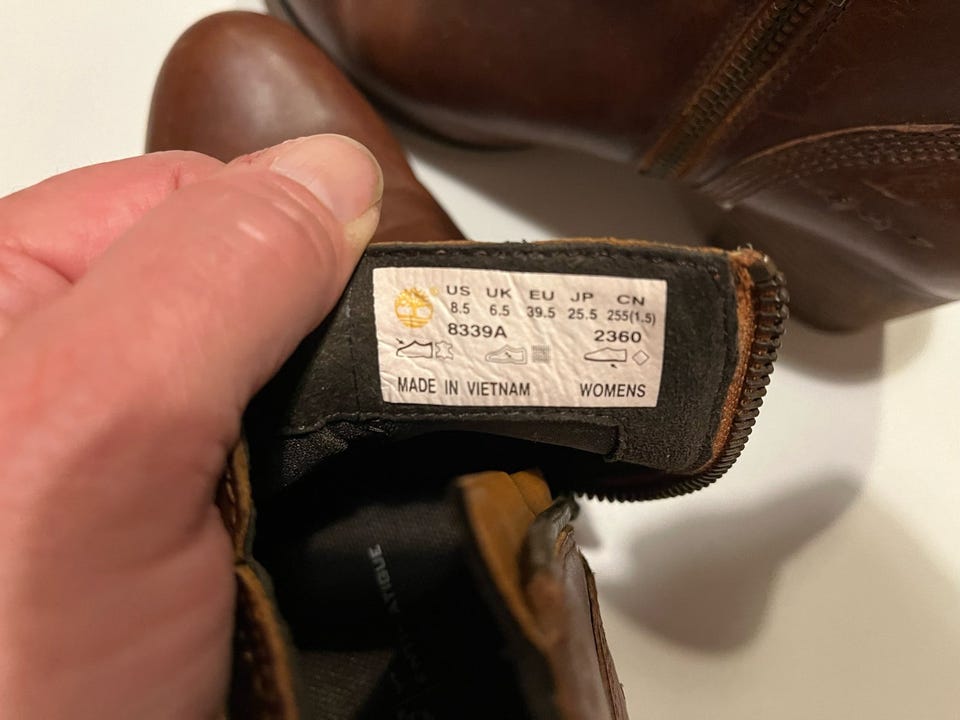 ® US UK EU JP CN
8.5 6.5 39.5 25.5 255(1.5)
8339A 2360
MADE IN VIETNAM WOMENS